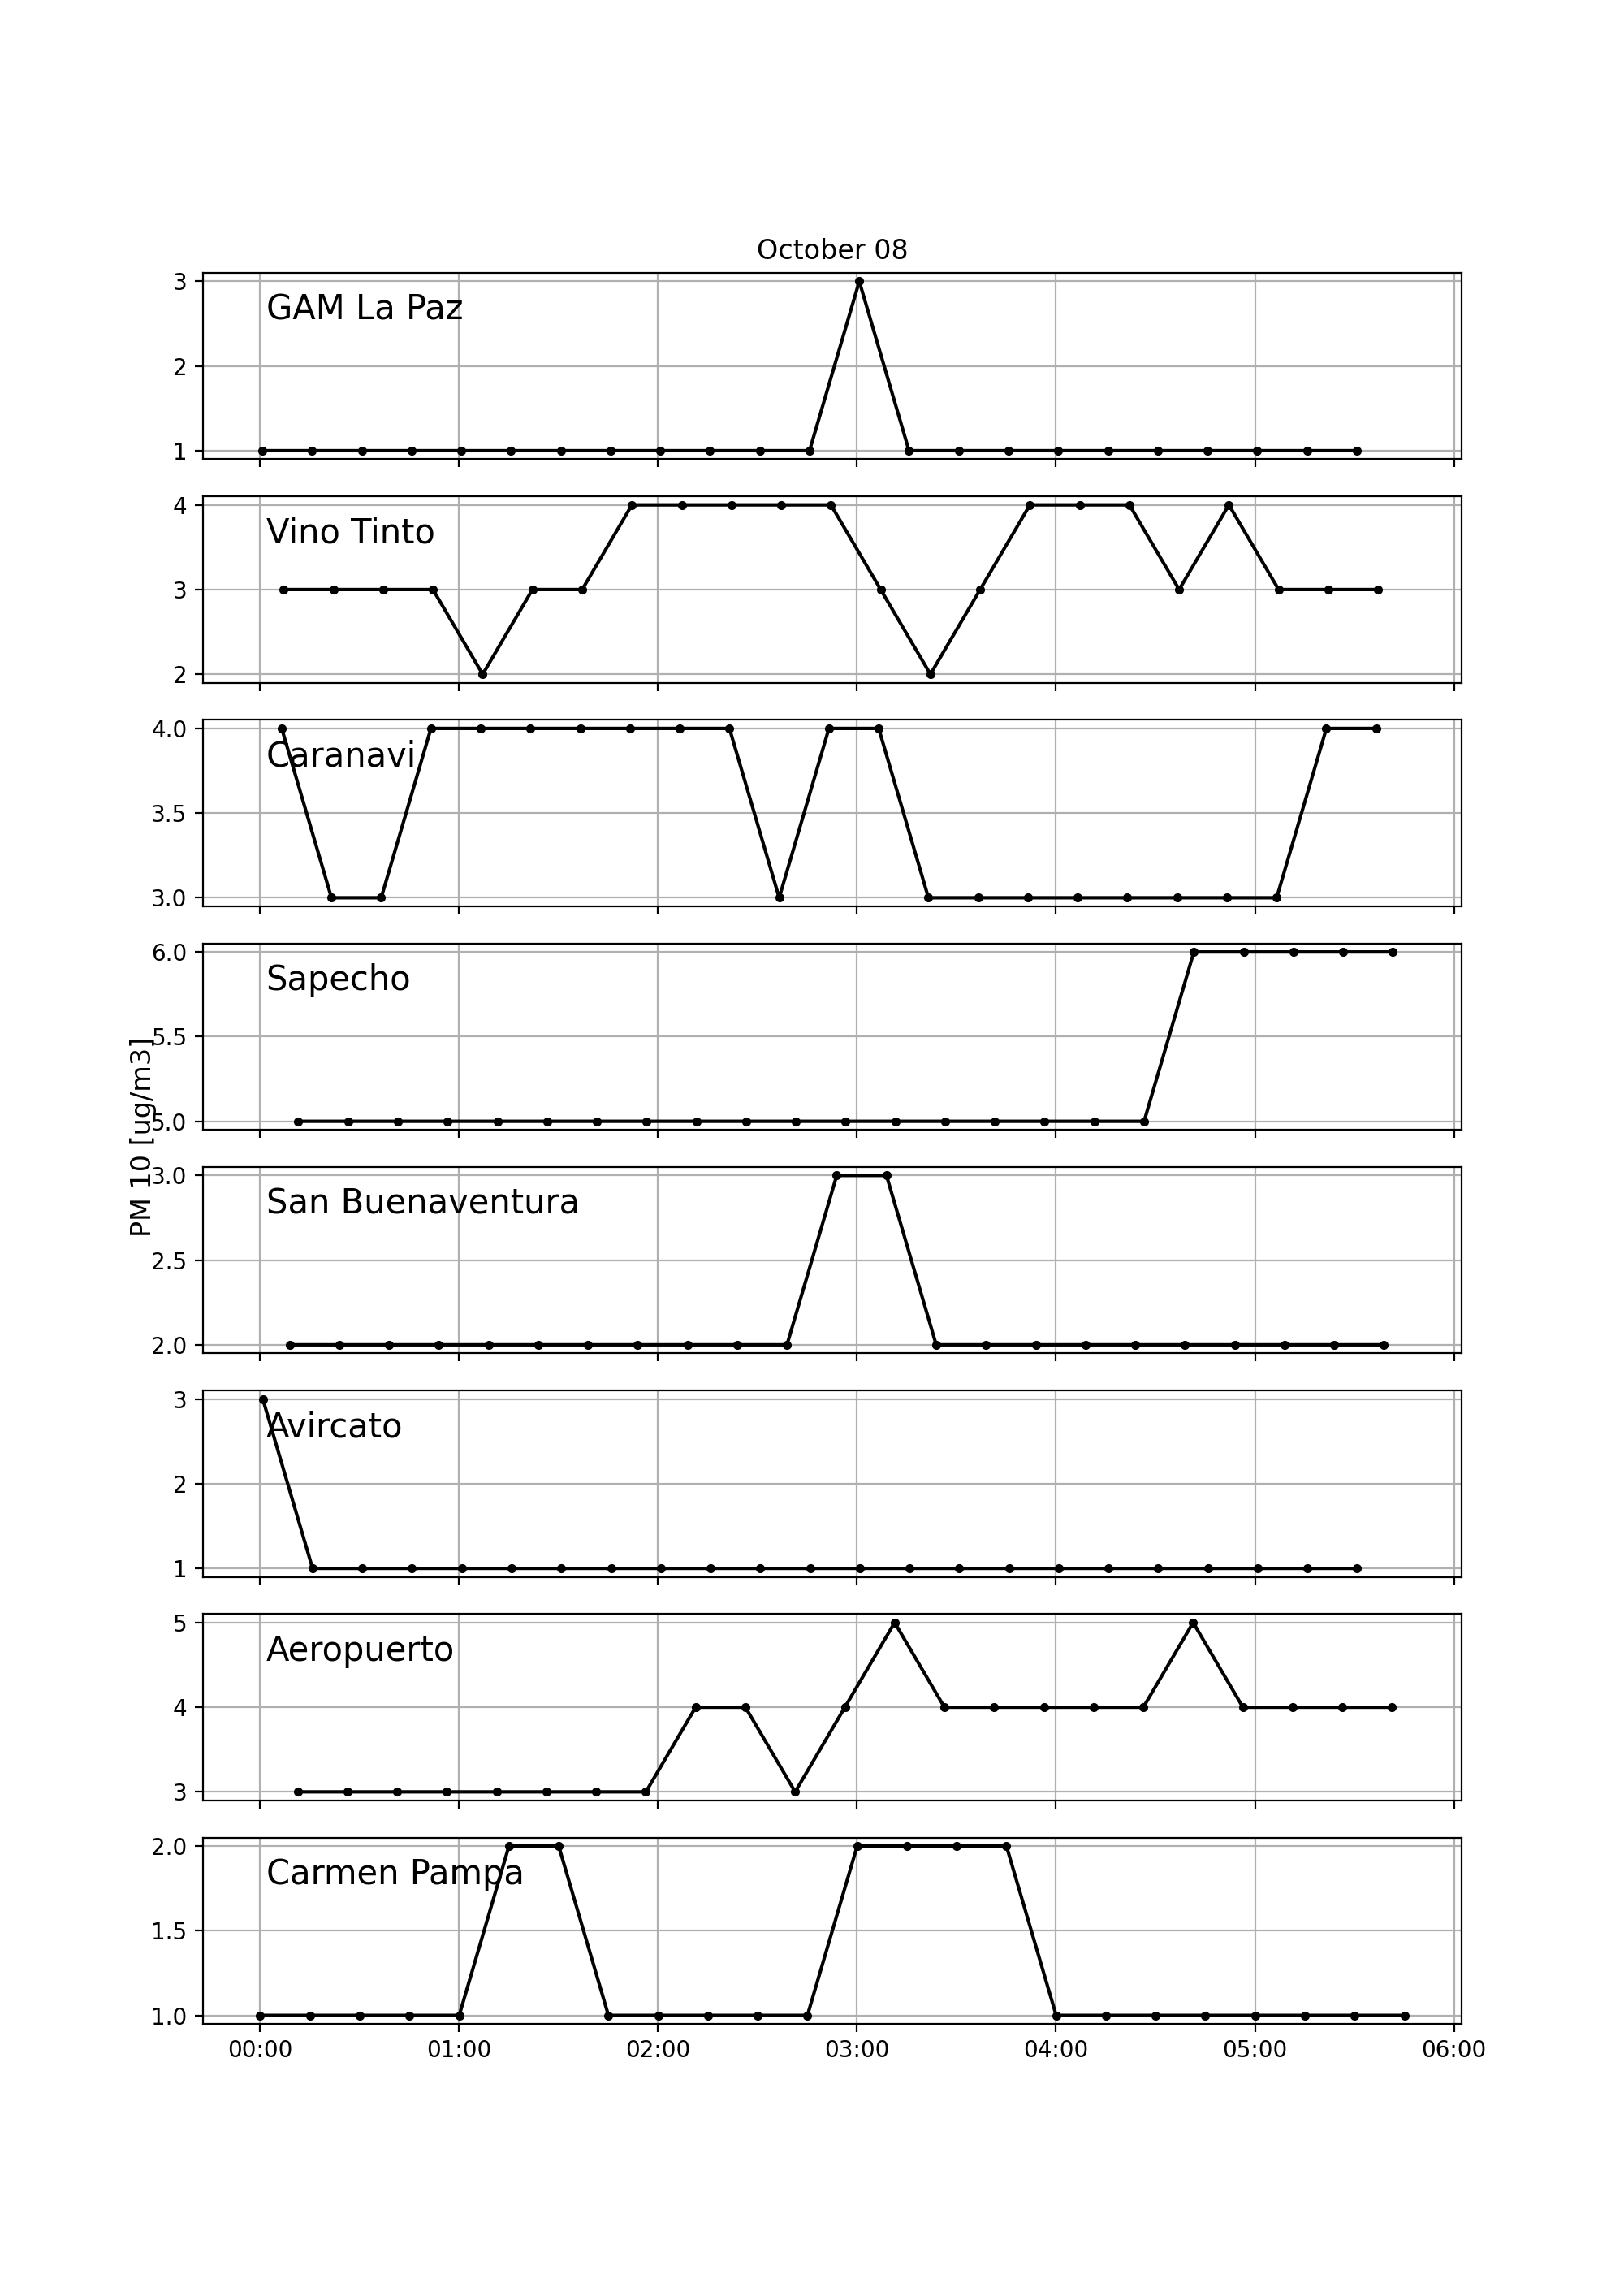 October 08
3
GAM La Paz
2
1
4
Vino Tinto
3
2
4.0
Caranavi
3.5
3.0
6.0
Sapecho
5.5
5.0
PM 10 [ug/m3]
3.0
San Buenaventura
2.5
2.0
3
Avircato
2
1
5
Aeropuerto
4
3
2.0
Carmen Pampa
1.5
1.0
00:00 01:00 02:00 03:00 04:00 05:00 06:00